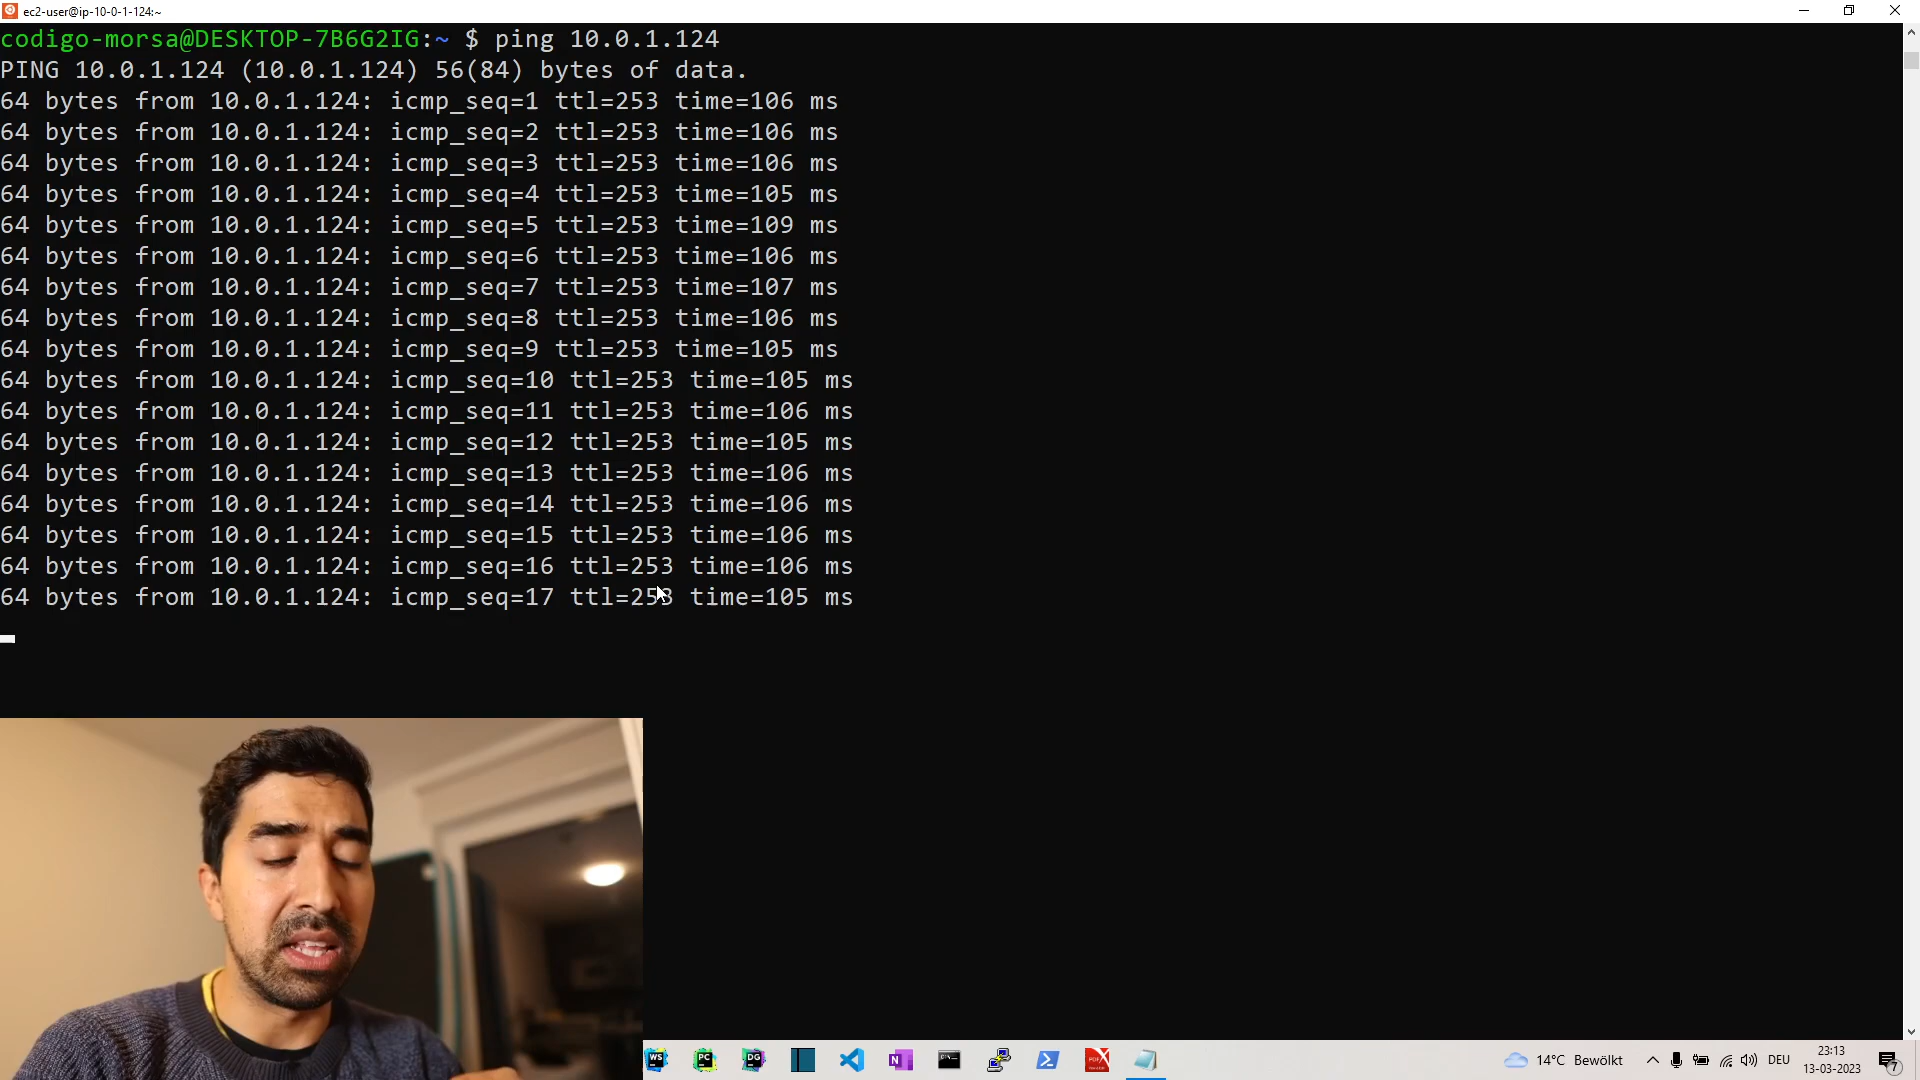 ec2-user@ip-10-0-1-124:~
codigo-morsa@DESKTOP-7B6G2IG:~ $ ping 10.0.1.124
PING 10.0.1.124 (10.0.1.124) 56(84) bytes of data.
64 bytes from 10.0.1.124: icmp_seq=1 ttl=253 time=106 ms
64 bytes from 10.0.1.124: icmp_seq=2 ttl=253 time=106 ms
64 bytes from 10.0.1.124: icmp_seq=3 ttl=253 time=106 ms
64 bytes from 10.0.1.124: icmp_seq=4 ttl=253 time=105 ms
64 bytes from 10.0.1.124: icmp_seq=5 ttl=253 time=109 ms
64 bytes from 10.0.1.124: icmp_seq=6 ttl=253 time=106 ms
64 bytes from 10.0.1.124: icmp_seq=7 ttl=253 time=107 ms
64 bytes from 10.0.1.124: icmp_seq=8 ttl=253 time=106 ms
64 bytes from 10.0.1.124: icmp_seq=9 ttl=253 time=105 ms
64 bytes from 10.0.1.124: icmp_seq=10 ttl=253 time=105 ms
64 bytes from 10.0.1.124: icmp_seq=11 ttl=253 time=106 ms
64 bytes from 10.0.1.124: icmp_seq=12 ttl=253 time=105 ms
64 bytes from 10.0.1.124: icmp_seq=13 ttl=253 time=106 ms
64 bytes from 10.0.1.124: icmp_seq=14 ttl=253 time=106 ms
64 bytes from 10.0.1.124: icmp_seq=15 ttl=253 time=106 ms
64 bytes from 10.0.1.124: icmp_seq=16 ttl=253 time=106 ms
64 bytes from 10.0.1.124: icmp_seq=17 ttl=253 time=105 ms
WS PC DG N PDF 14°C Bewölkt DEU 23:13
13-03-2023 7